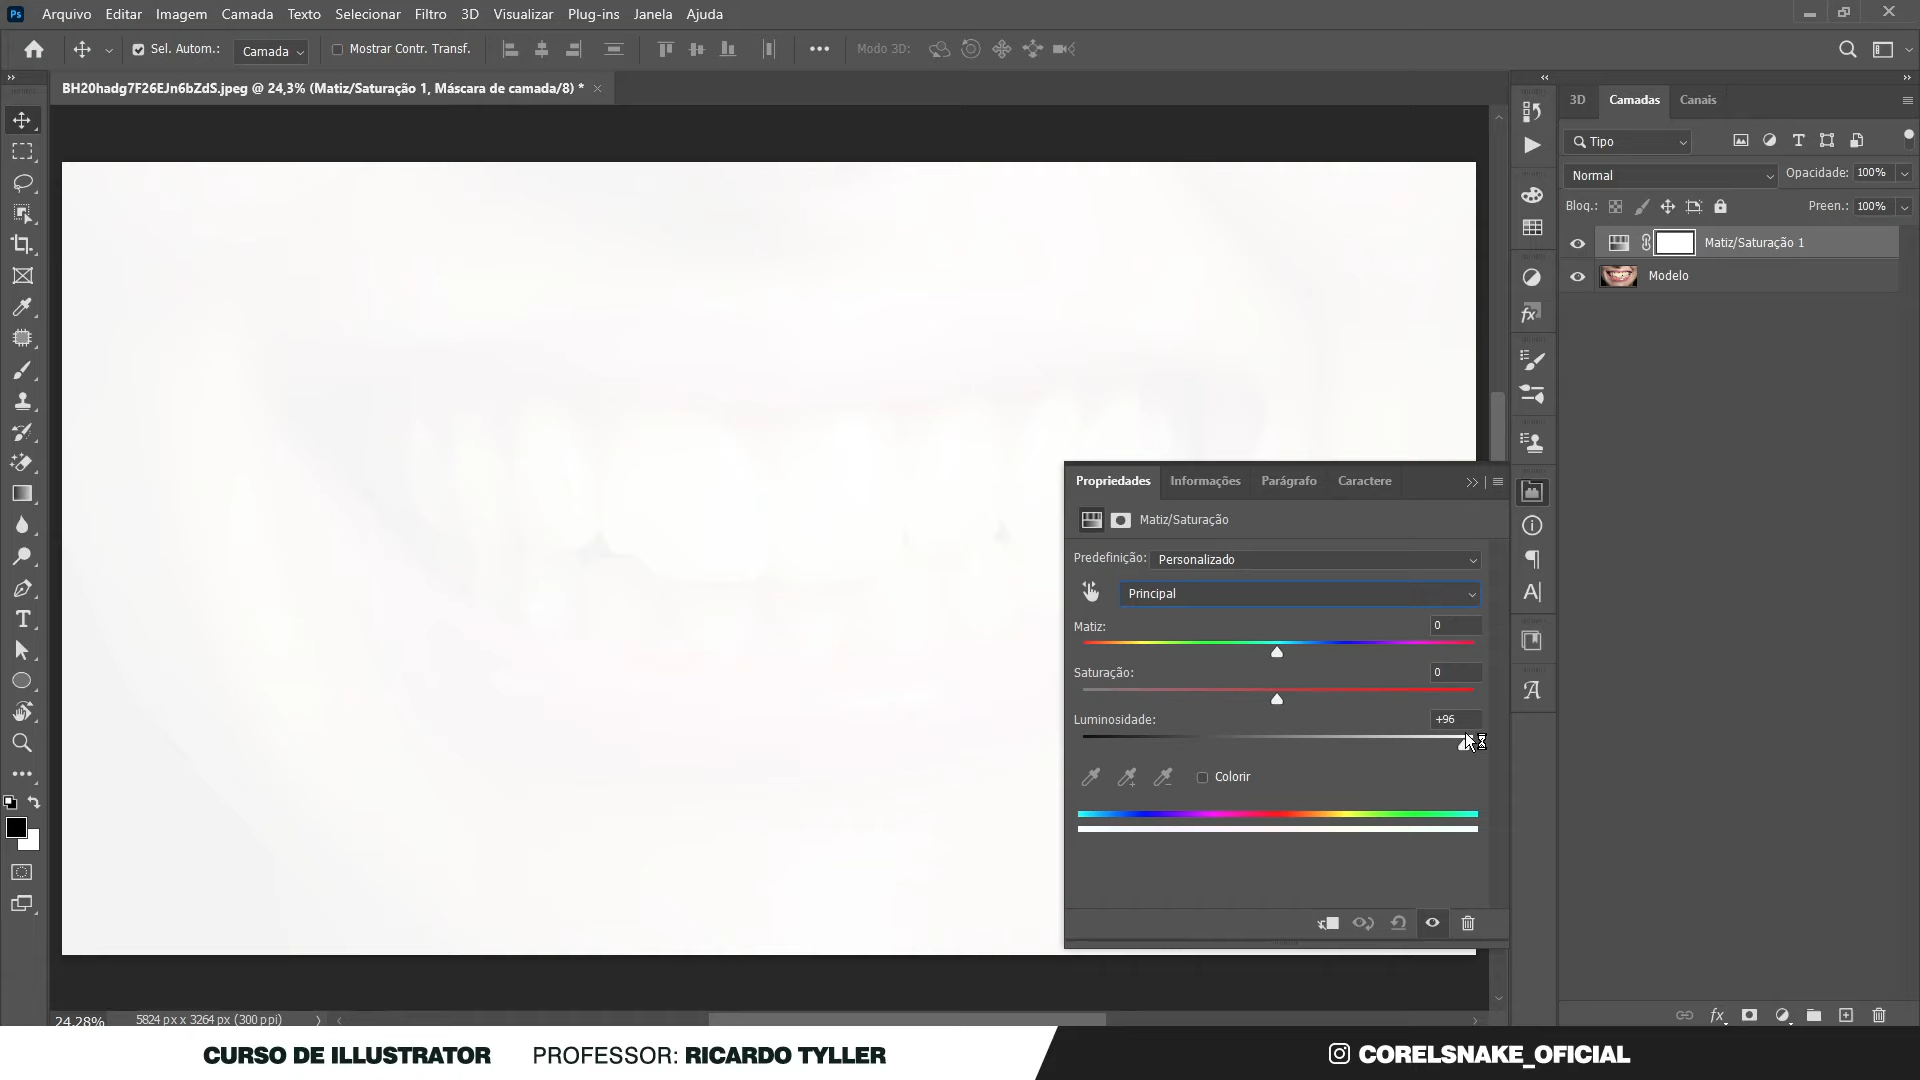 Ps Arquivo Editar Imagem Camada Texto Selecionar Filtro 3D Visualizar Plug-ins Janela Ajuda
Sel. Autom.: Camada Mostrar Contr. Transf. Modo 3D:
BH20hadg7F26EJn6bZdS.jpeg @ 24,3% (Matiz/Saturação 1, Máscara de camada/8) *
3D Camadas Canais
Tipo
Normal Opacidade: 100%
Bloq.: Preen.: 100%
Matiz/Saturação 1
Modelo
Propriedades Informações Parágrafo Caractere
Matiz/Saturação
Predefinição: Personalizado
Principal
Matiz: 0
Saturação: 0
Luminosidade: +96
Colorir
24,28% 5824 px x 3264 px (300 ppi)
CURSO DE ILLUSTRATOR PROFESSOR: RICARDO TYLLER CORELSNAKE_OFICIAL